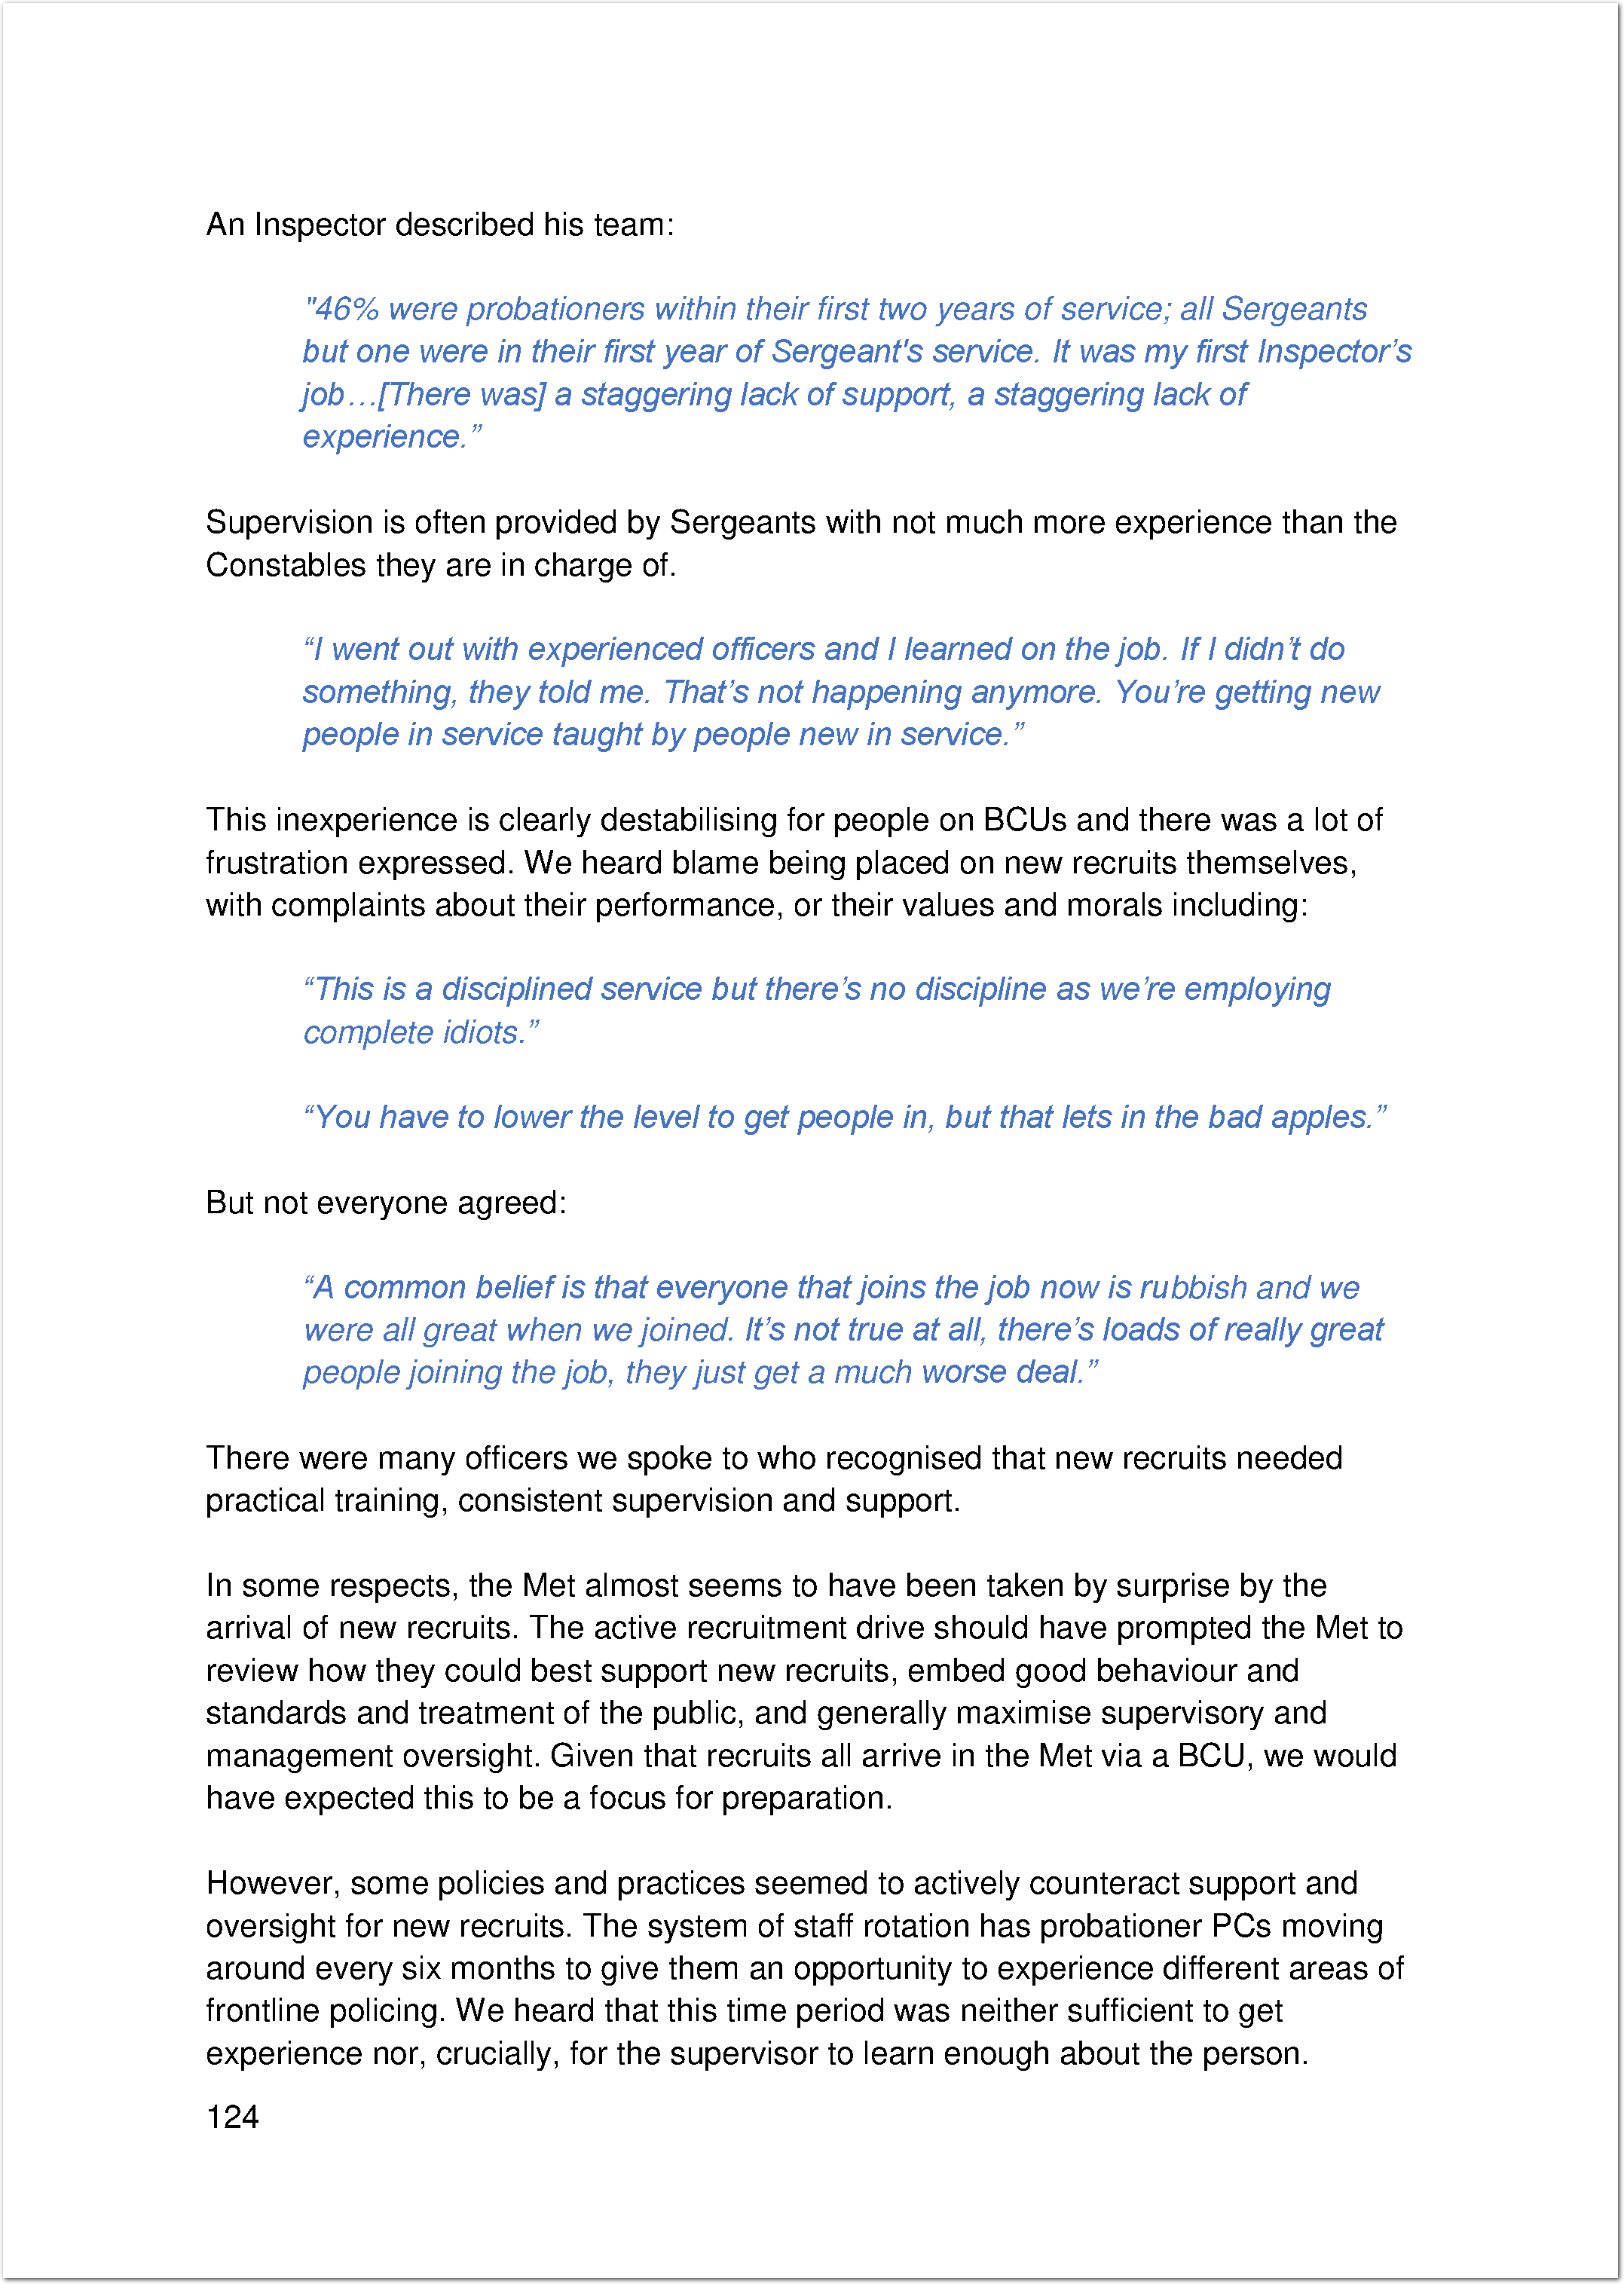 An Inspector described his team:
"46% were probationers within their first two years of service; all Sergeants
but one were in their first year of Sergeant's service. It was my first Inspector’s
job…[There was] a staggering lack of support, a staggering lack of
experience.”
Supervision is often provided by Sergeants with not much more experience than the
Constables they are in charge of.
“I went out with experienced officers and I learned on the job. If I didn’t do
something, they told me. That’s not happening anymore. You’re getting new
people in service taught by people new in service.”
This inexperience is clearly destabilising for people on BCUs and there was a lot of
frustration expressed. We heard blame being placed on new recruits themselves,
with complaints about their performance, or their values and morals including:
“This is a disciplined service but there’s no discipline as we’re employing
complete idiots.”
“You have to lower the level to get people in, but that lets in the bad apples.”
But not everyone agreed:
“A common belief is that everyone that joins the job now is rubbish and we
were all great when we joined. It’s not true at all, there’s loads of really great
people joining the job, they just get a much worse deal.”
There were many officers we spoke to who recognised that new recruits needed
practical training, consistent supervision and support.
In some respects, the Met almost seems to have been taken by surprise by the
arrival of new recruits. The active recruitment drive should have prompted the Met to
review how they could best support new recruits, embed good behaviour and
standards and treatment of the public, and generally maximise supervisory and
management oversight. Given that recruits all arrive in the Met via a BCU, we would
have expected this to be a focus for preparation.
However, some policies and practices seemed to actively counteract support and
oversight for new recruits. The system of staff rotation has probationer PCs moving
around every six months to give them an opportunity to experience different areas of
frontline policing. We heard that this time period was neither sufficient to get
experience nor, crucially, for the supervisor to learn enough about the person.
124